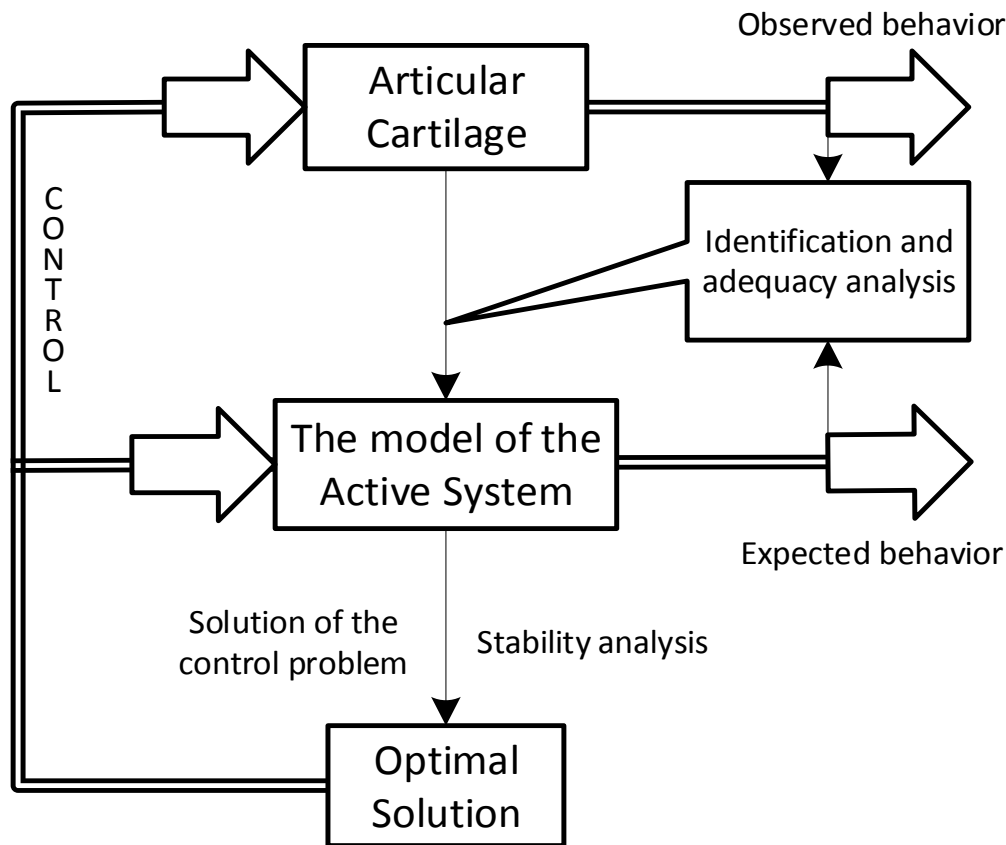 Observed behavior
Articular
Cartilage
CONTROL
Identification and
adequacy analysis
The model of the
Active System
Expected behavior
Solution of the
control problem
Stability analysis
Optimal
Solution